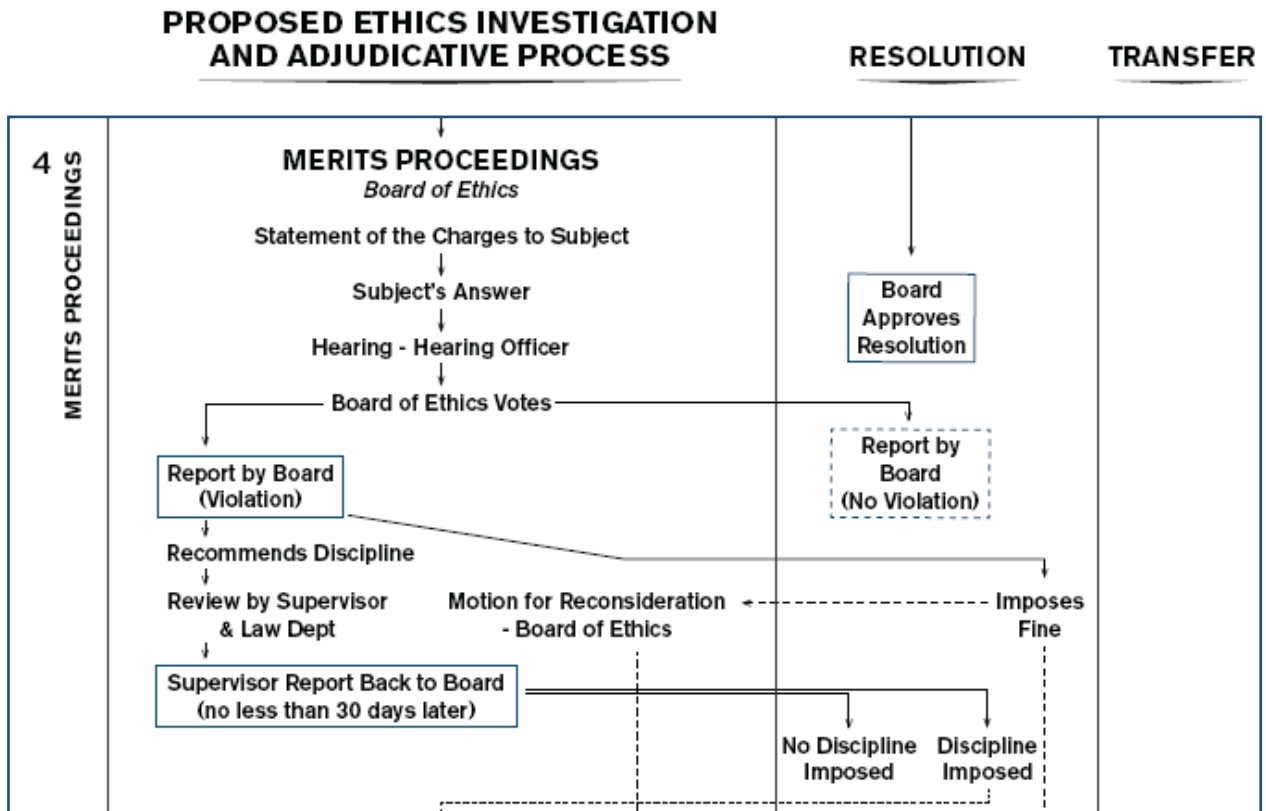 PROPOSED ETHICS INVESTIGATION
AND ADJUDICATIVE PROCESS
RESOLUTION
TRANSFER
4
MERITS PROCEEDINGS
MERITS PROCEEDINGS
Board of Ethics
Statement of the Charges to Subject
Subject's Answer
Hearing - Hearing Officer
Board of Ethics Votes
Board
Approves
Resolution
Report by
Board
(No Violation)
Report by Board
(Violation)
Recommends Discipline
Review by Supervisor
& Law Dept
Motion for Reconsideration
- Board of Ethics
Imposes
Fine
Supervisor Report Back to Board
(no less than 30 days later)
No Discipline
Imposed
Discipline
Imposed